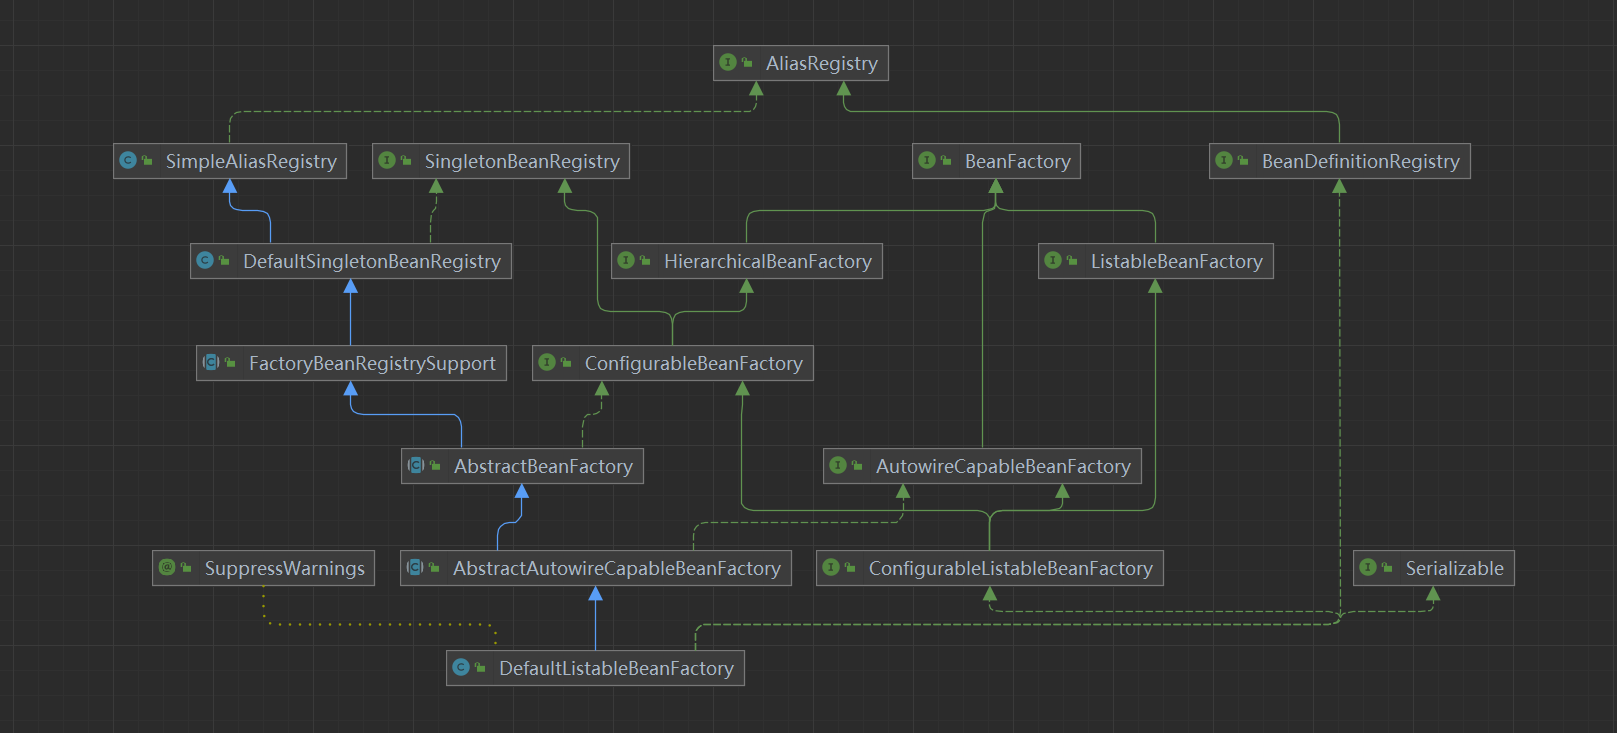 AliasRegistry
SimpleAliasRegistry
SingletonBeanRegistry
BeanFactory
BeanDefinitionRegistry
DefaultSingletonBeanRegistry
HierarchicalBeanFactory
ListableBeanFactory
FactoryBeanRegistrySupport
ConfigurableBeanFactory
AbstractBeanFactory
AutowireCapableBeanFactory
SuppressWarnings
AbstractAutowireCapableBeanFactory
ConfigurableListableBeanFactory
Serializable
DefaultListableBeanFactory